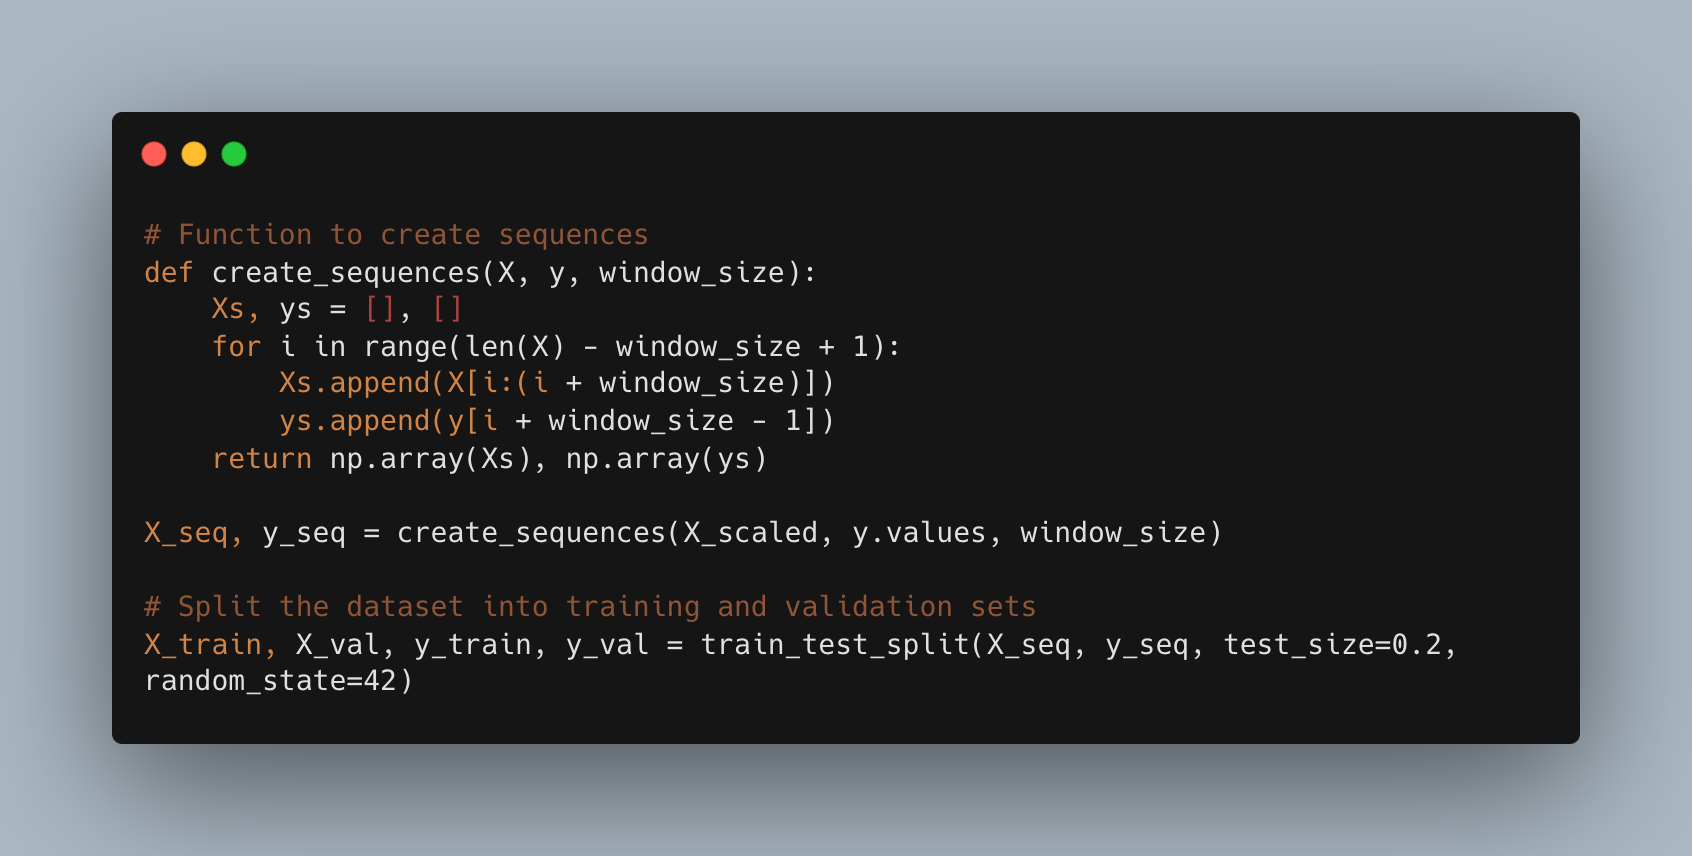 # Function to create sequences
def create_sequences(X, y, window_size):
    Xs, ys = [], []
    for i in range(len(X) - window_size + 1):
        Xs.append(X[i:(i + window_size)])
        ys.append(y[i + window_size - 1])
    return np.array(Xs), np.array(ys)

X_seq, y_seq = create_sequences(X_scaled, y.values, window_size)

# Split the dataset into training and validation sets
X_train, X_val, y_train, y_val = train_test_split(X_seq, y_seq, test_size=0.2,
random_state=42)